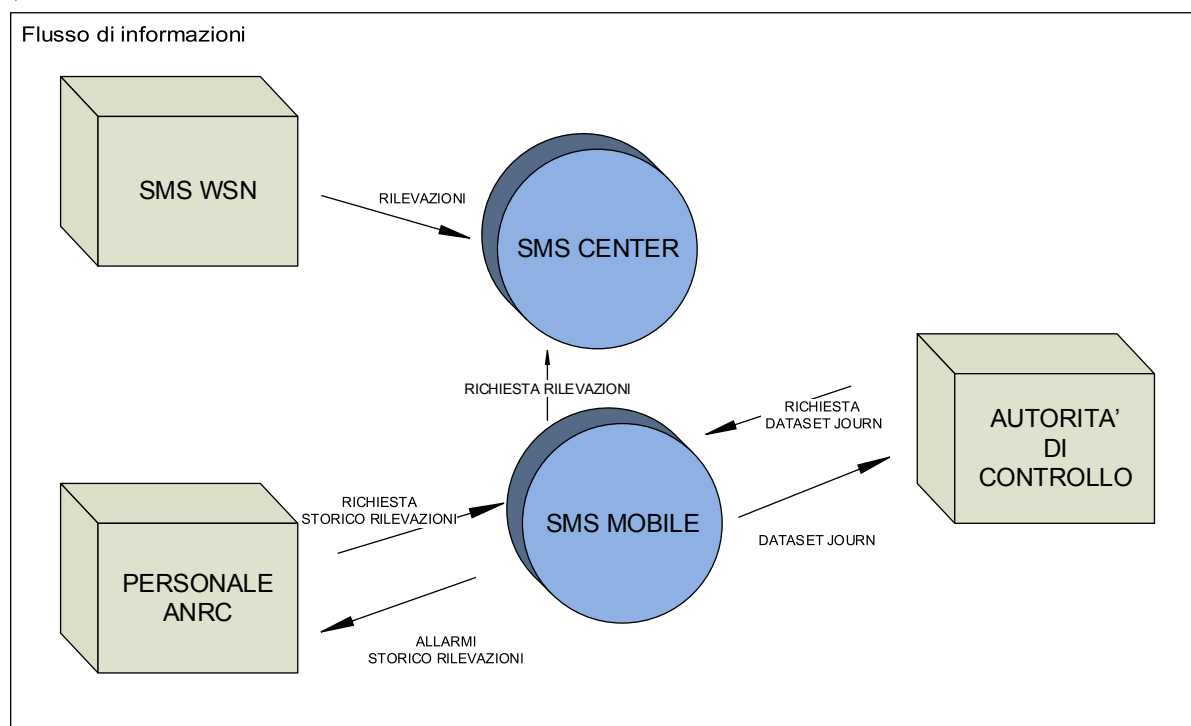 Flusso di informazioni
SMS WSN
RILEVAZIONI
SMS CENTER
RICHIESTA RILEVAZIONI
RICHIESTA
DATASET JOURN
AUTORITA'
DI
CONTROLLO
RICHIESTA
STORICO RILEVAZIONI
SMS MOBILE
DATASET JOURN
PERSONALE
ANRC
ALLARMI
STORICO RILEVAZIONI